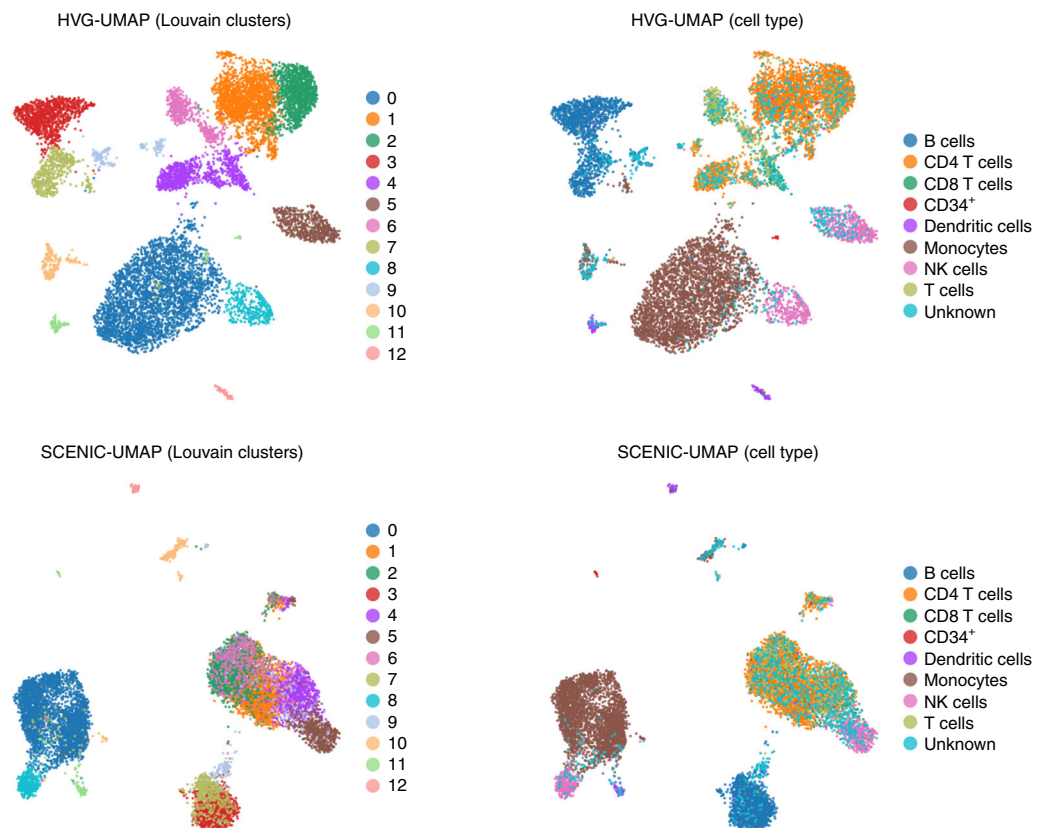 HVG-UMAP (Louvain clusters)
0
1
2
3
4
5
6
7
8
9
10
11
12
HVG-UMAP (cell type)
B cells
CD4 T cells
CD8 T cells
CD34+
Dendritic cells
Monocytes
NK cells
T cells
Unknown
SCENIC-UMAP (Louvain clusters)
0
1
2
3
4
5
6
7
8
9
10
11
12
SCENIC-UMAP (cell type)
B cells
CD4 T cells
CD8 T cells
CD34+
Dendritic cells
Monocytes
NK cells
T cells
Unknown